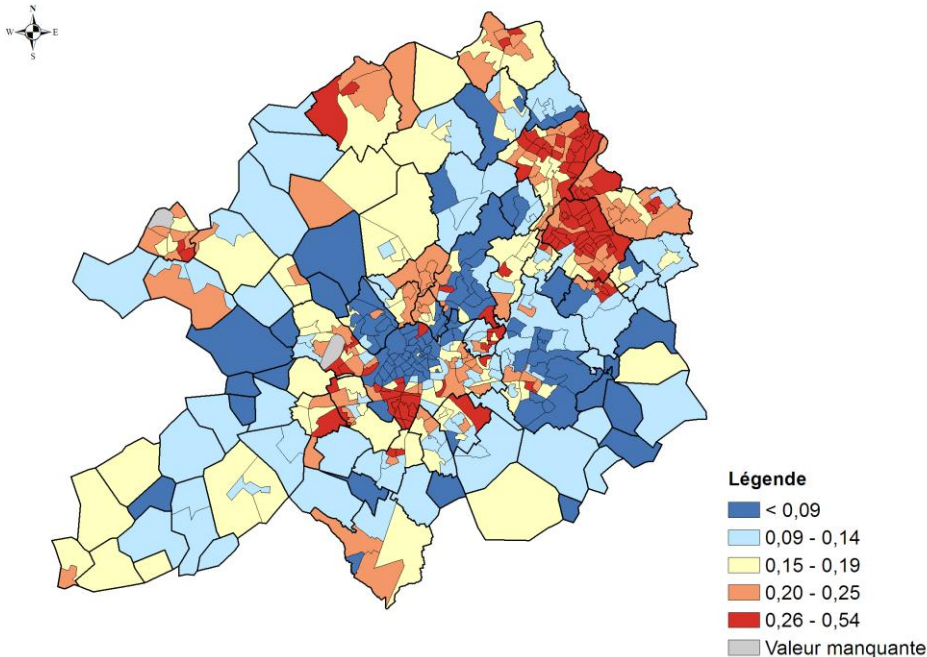 N
W E
S
Légende
< 0,09
0,09 - 0,14
0,15 - 0,19
0,20 - 0,25
0,26 - 0,54
Valeur manquante